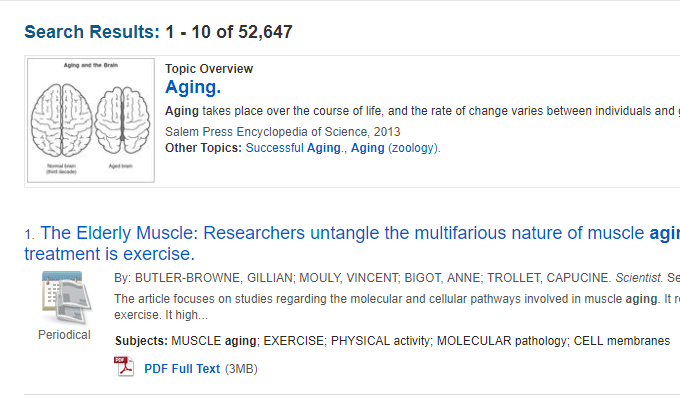 Search Results: 1 - 10 of 52,647
Aging and the Brain
Normal brain
(third decade)
Aged brain
Topic Overview
Aging.
Aging takes place over the course of life, and the rate of change varies between individuals and
Salem Press Encyclopedia of Science, 2013
Other Topics: Successful Aging., Aging (zoology).
1. The Elderly Muscle: Researchers untangle the multifarious nature of muscle agin
treatment is exercise.
Periodical
By: BUTLER-BROWNE, GILLIAN; MOULY, VINCENT; BIGOT, ANNE; TROLLET, CAPUCINE. Scientist. Se
The article focuses on studies regarding the molecular and cellular pathways involved in muscle aging. It r
exercise. It high...
Subjects: MUSCLE aging; EXERCISE; PHYSICAL activity; MOLECULAR pathology; CELL membranes
PDF PDF Full Text (3MB)